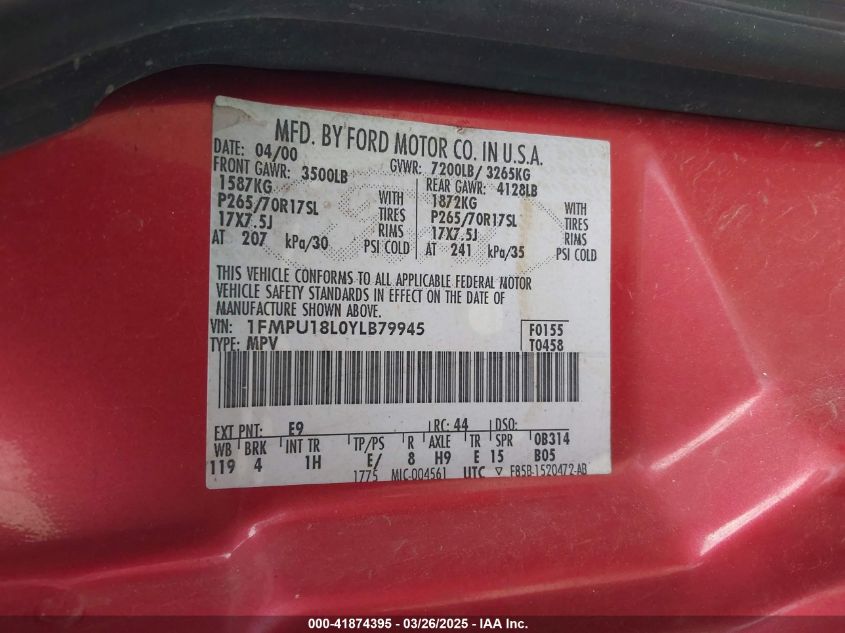 MFD. BY FORD MOTOR CO. IN U.S.A.
DATE: 04/00 GVWR: 7200LB/ 3265KG
FRONT GAWR: 3500LB REAR GAWR: 4128LB
1587KG WITH 1872KG WITH
P265/70R17SL TIRES P265/70R17SL TIRES
17X7.5J RIMS 17X7.5J RIMS
AT 207 kPa/30 PSI COLD AT 241 kPa/35 PSI COLD
THIS VEHICLE CONFORMS TO ALL APPLICABLE FEDERAL MOTOR
VEHICLE SAFETY STANDARDS IN EFFECT ON THE DATE OF
MANUFACTURE SHOWN ABOVE.
VIN: 1FMPU18L0YLB79945 F0155
TYPE: MPV T0458
EXT PNT: E9 RC: 44 DSO:
WB BRK INT TR TP/PS R AXLE TR SPR 0B314
119 4 1H E/ 8 H9 E 15 B05
1775 MIC-004561 UTC ▽ F85B-1520472-AB
000-41874395 — 03/26/2025 — IAA Inc.